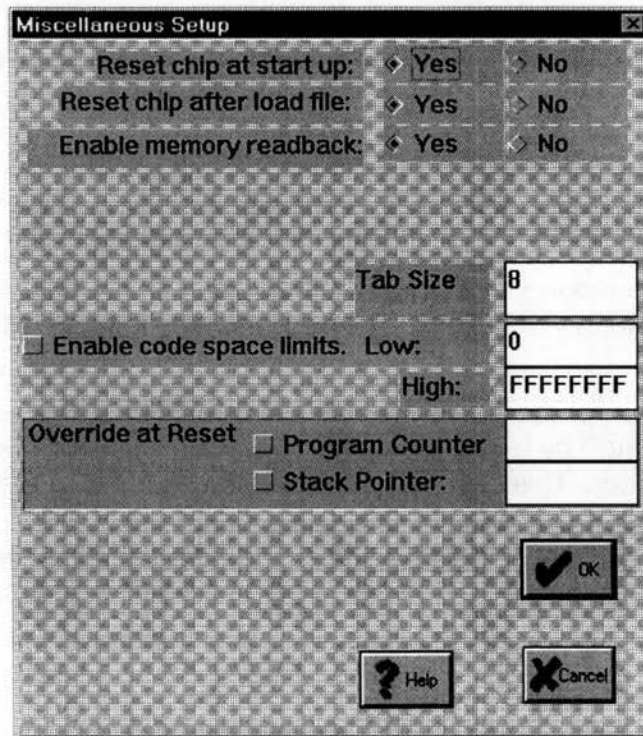 Miscellaneous Setup
Reset chip at start up: Yes No
Reset chip after load file: Yes No
Enable memory readback: Yes No
Tab Size 8
Enable code space limits. Low: 0
High: FFFFFFFF
Override at Reset
Program Counter
Stack Pointer:
OK
? Help
Cancel